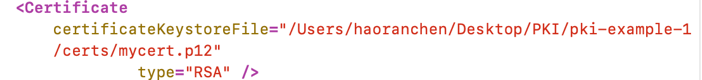 <Certificate
certificateKeystoreFile="/Users/haoranchen/Desktop/PKI/pki-example-1
/certs/mycert.p12"
type="RSA" />